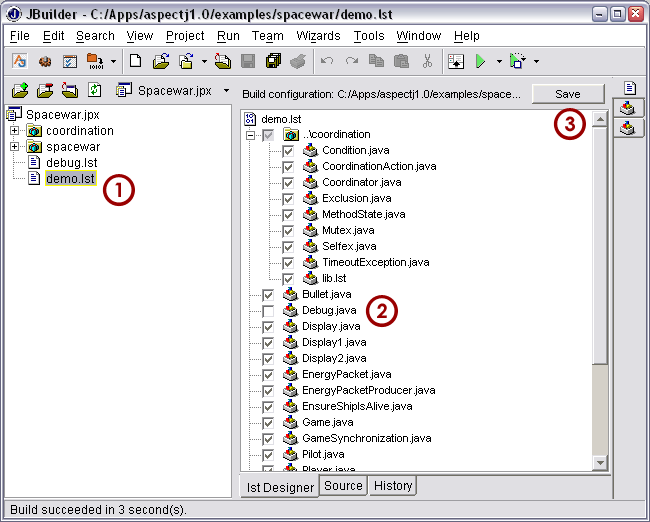 JBuilder - C:/Apps/aspectj1.0/examples/spacewar/demo.lst
File Edit Search View Project Run Team Wizards Tools Window Help
Spacewar.jpx
Build configuration: C:/Apps/aspectj1.0/examples/space... Save
Spacewar.jpx
coordination
spacewar
debug.lst
demo.lst
1
3
demo.lst
..\coordination
Condition.java
CoordinationAction.java
Coordinator.java
Exclusion.java
MethodState.java
Mutex.java
Selfex.java
TimeoutException.java
lib.lst
Bullet.java
Debug.java
2
Display.java
Display1.java
Display2.java
EnergyPacket.java
EnergyPacketProducer.java
EnsureShipIsAlive.java
Game.java
GameSynchronization.java
Pilot.java
Player.java
lst Designer Source History
Build succeeded in 3 second(s).